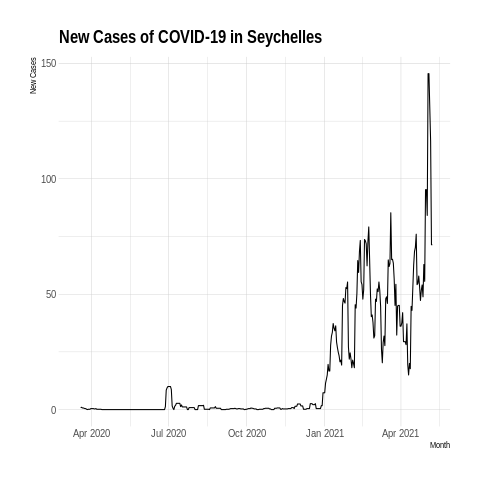 New Cases of COVID-19 in Seychelles
New Cases
150
100
50
0
Apr 2020 Jul 2020 Oct 2020 Jan 2021 Apr 2021
Month